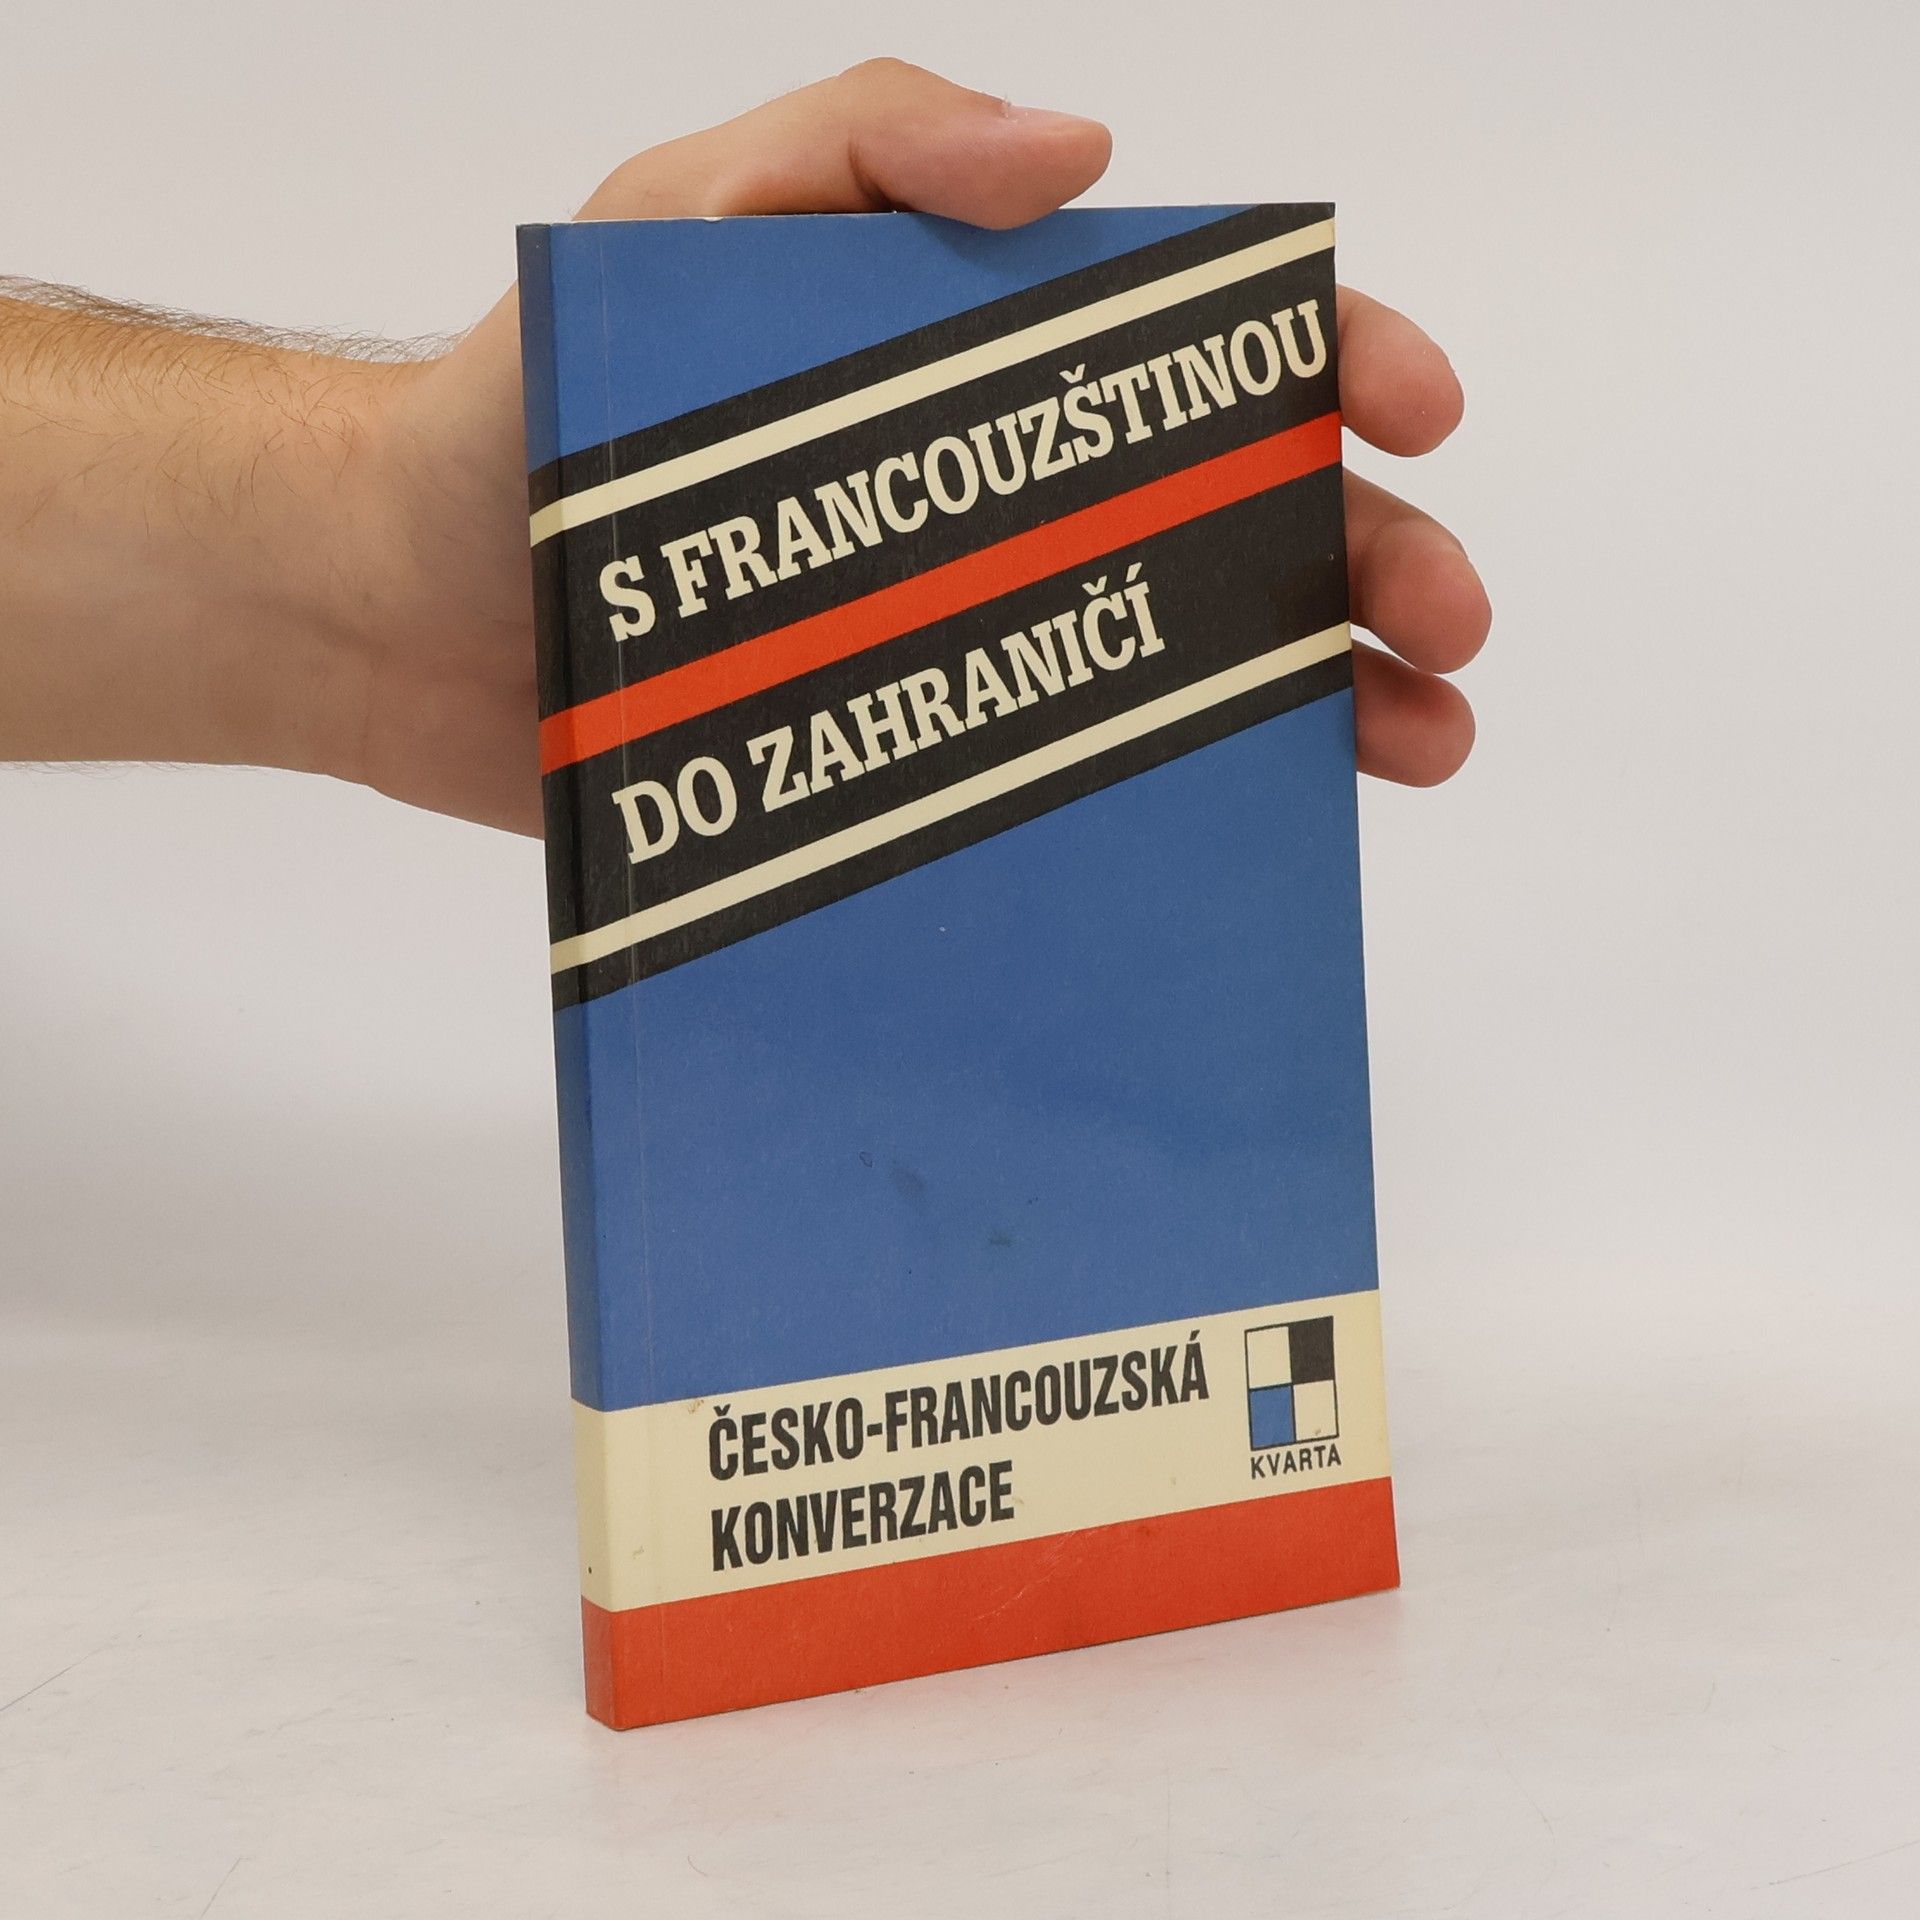 S FRANCOUZŠTINOU
DO ZAHRANIČÍ
ČESKO-FRANCOUZSKÁ
KONVERZACE
KVARTA